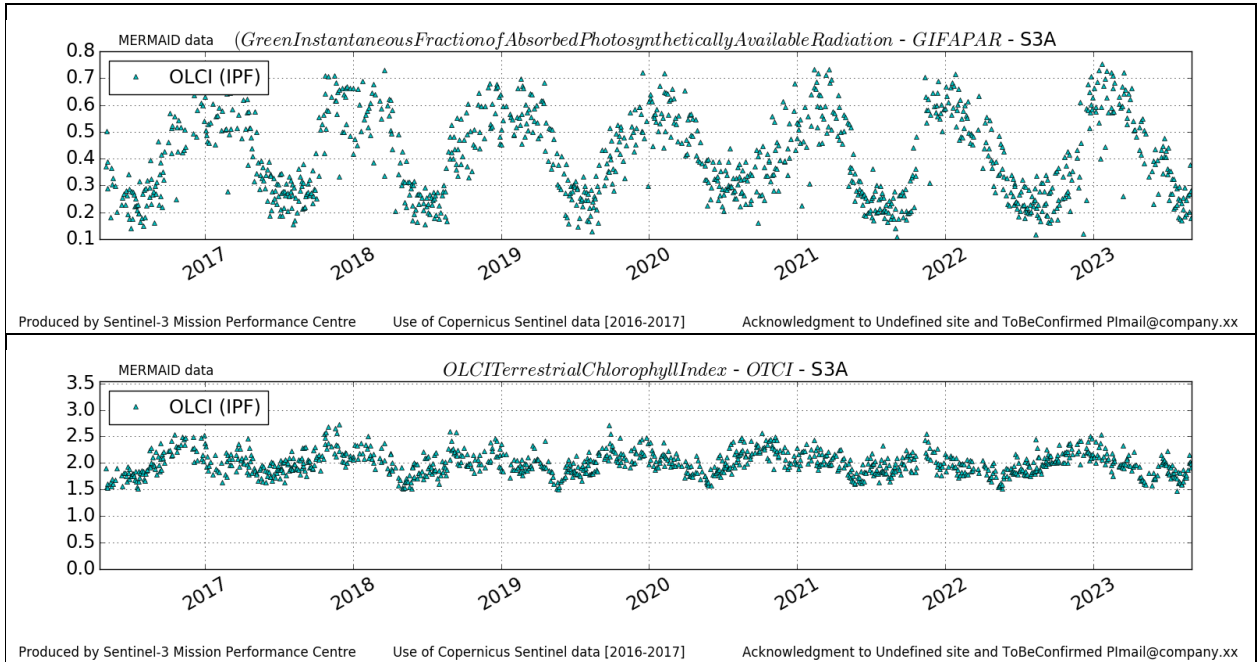 MERMAID data (GreenInstantaneousFractionofAbsorbedPhotosyntheticallyAvailableRadiation - GIFAPAR - S3A
0.8
OLCI (IPF)
0.7
0.6
0.5
0.4
0.3
0.2
0.1
2017 2018 2019 2020 2021 2022 2023
Produced by Sentinel-3 Mission Performance Centre Use of Copernicus Sentinel data [2016-2017] Acknowledgment to Undefined site and ToBeConfirmed PImail@company.xx
MERMAID data OLCITerrestrialChlorophyllIndex - OTCI - S3A
3.5
OLCI (IPF)
3.0
2.5
2.0
1.5
1.0
0.5
0.0
2017 2018 2019 2020 2021 2022 2023
Produced by Sentinel-3 Mission Performance Centre Use of Copernicus Sentinel data [2016-2017] Acknowledgment to Undefined site and ToBeConfirmed PImail@company.xx